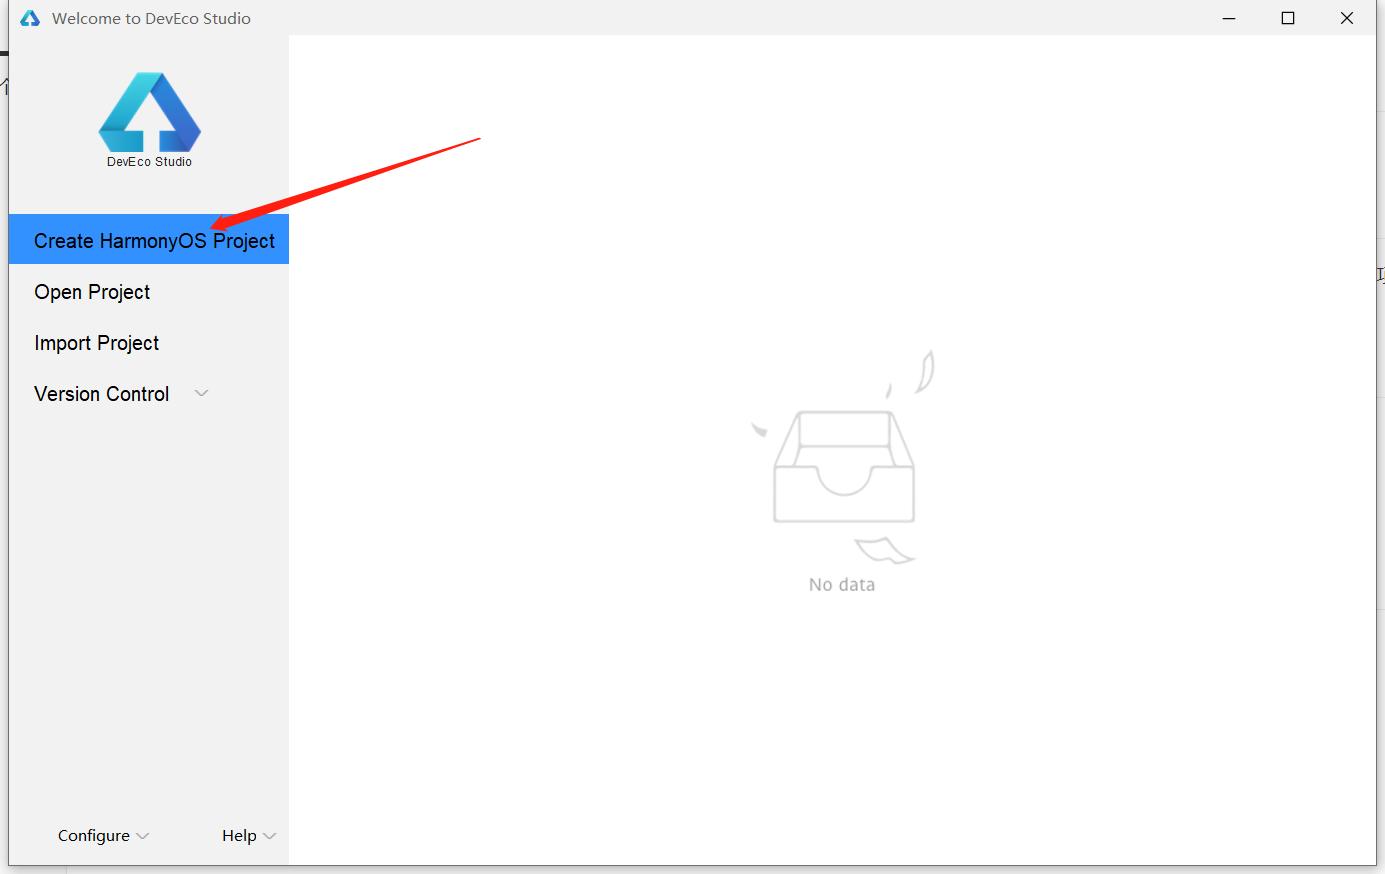 Welcome to DevEco Studio
个
DevEco Studio
Create HarmonyOS Project
Open Project
Import Project
Version Control
No data
Configure
Help